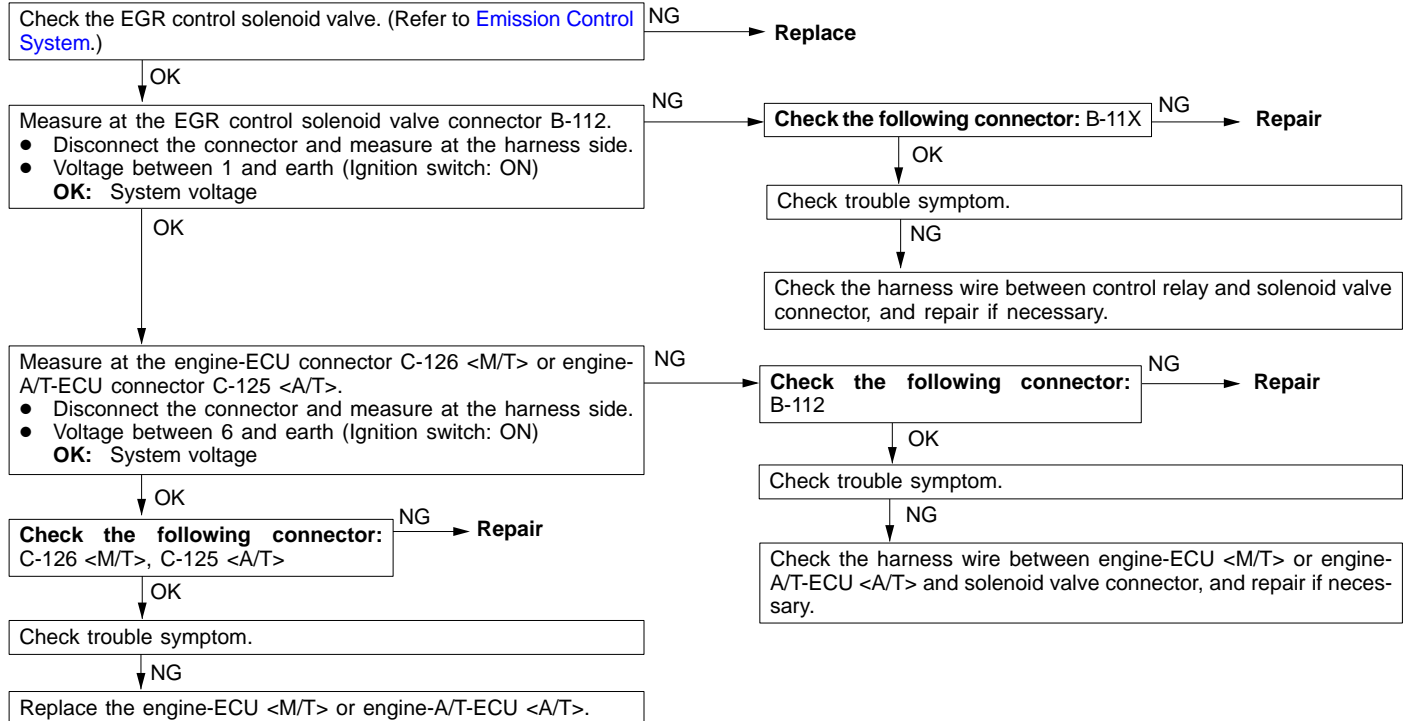 Check the EGR control solenoid valve. (Refer to Emission Control
System.)
NG
Replace
OK
Measure at the EGR control solenoid valve connector B-112.
● Disconnect the connector and measure at the harness side.
● Voltage between 1 and earth (Ignition switch: ON)
OK: System voltage
NG
Check the following connector: B-11X
NG
Repair
OK
Check trouble symptom.
NG
Check the harness wire between control relay and solenoid valve
connector, and repair if necessary.
OK
Measure at the engine-ECU connector C-126 <M/T> or engine-
A/T-ECU connector C-125 <A/T>.
● Disconnect the connector and measure at the harness side.
● Voltage between 6 and earth (Ignition switch: ON)
OK: System voltage
NG
Check the following connector:
B-112
NG
Repair
OK
Check trouble symptom.
NG
Check the harness wire between engine-ECU <M/T> or engine-
A/T-ECU <A/T> and solenoid valve connector, and repair if neces-
sary.
OK
Check the following connector:
C-126 <M/T>, C-125 <A/T>
NG
Repair
OK
Check trouble symptom.
NG
Replace the engine-ECU <M/T> or engine-A/T-ECU <A/T>.